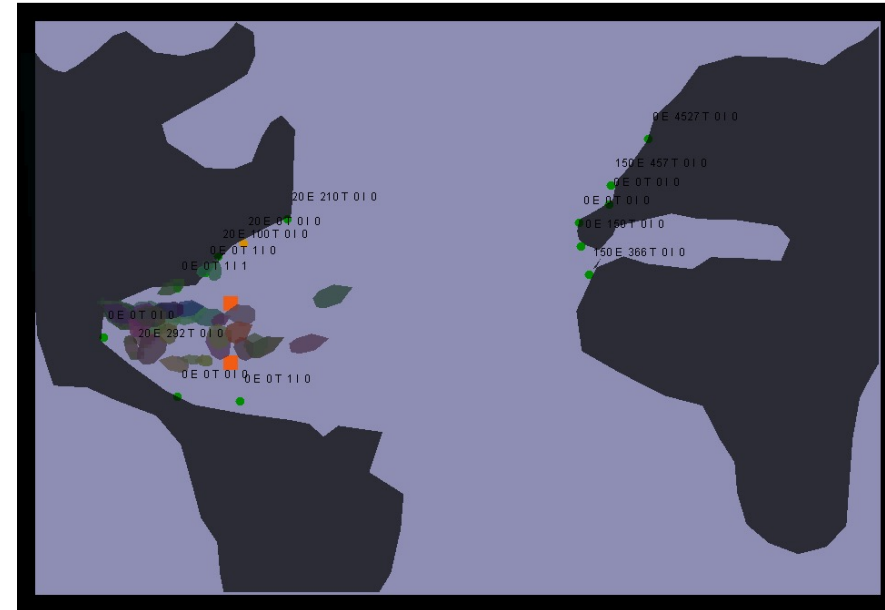 0 E 4527 T 0 I 0
150 E 457 T 0 I 0
0 E 0 T 0 I 0
20 E 210 T 0 I 0
0 E 0 T 0 I 0
20 E 0 T 0 I 0
0 E 150 T 0 I 0
20 E 100 T 0 I 0
0 E 0 T 1 I 0
150 E 366 T 0 I 0
0 E 0 T 1 I 1
0 E 0 T 0 I 0
20 E 292 T 0 I 0
0 E 0 T 0 I 0
0 E 0 T 1 I 0